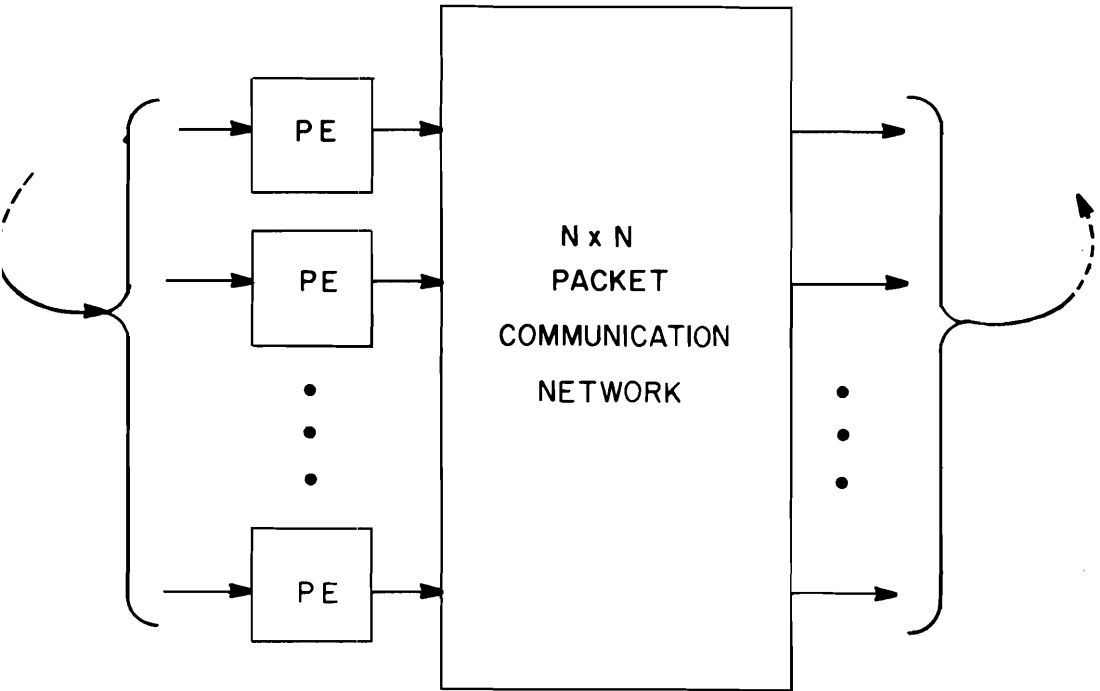 PE
PE
PE
N x N
PACKET
COMMUNICATION
NETWORK